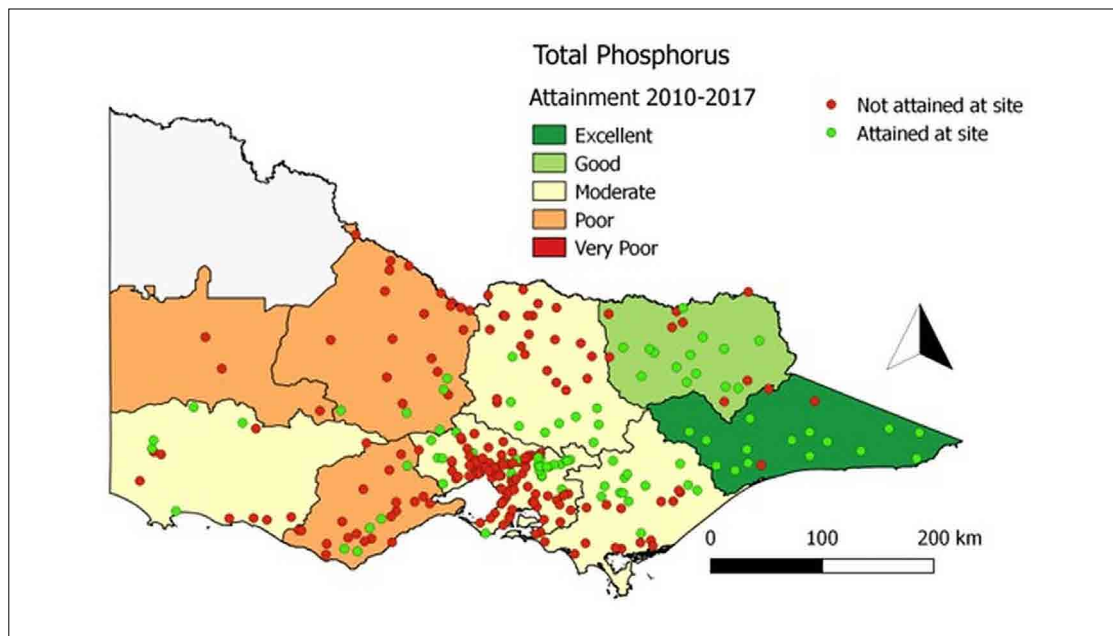 Total Phosphorus
Attainment 2010-2017
Excellent
Good
Moderate
Poor
Very Poor
Not attained at site
Attained at site
0 100 200 km